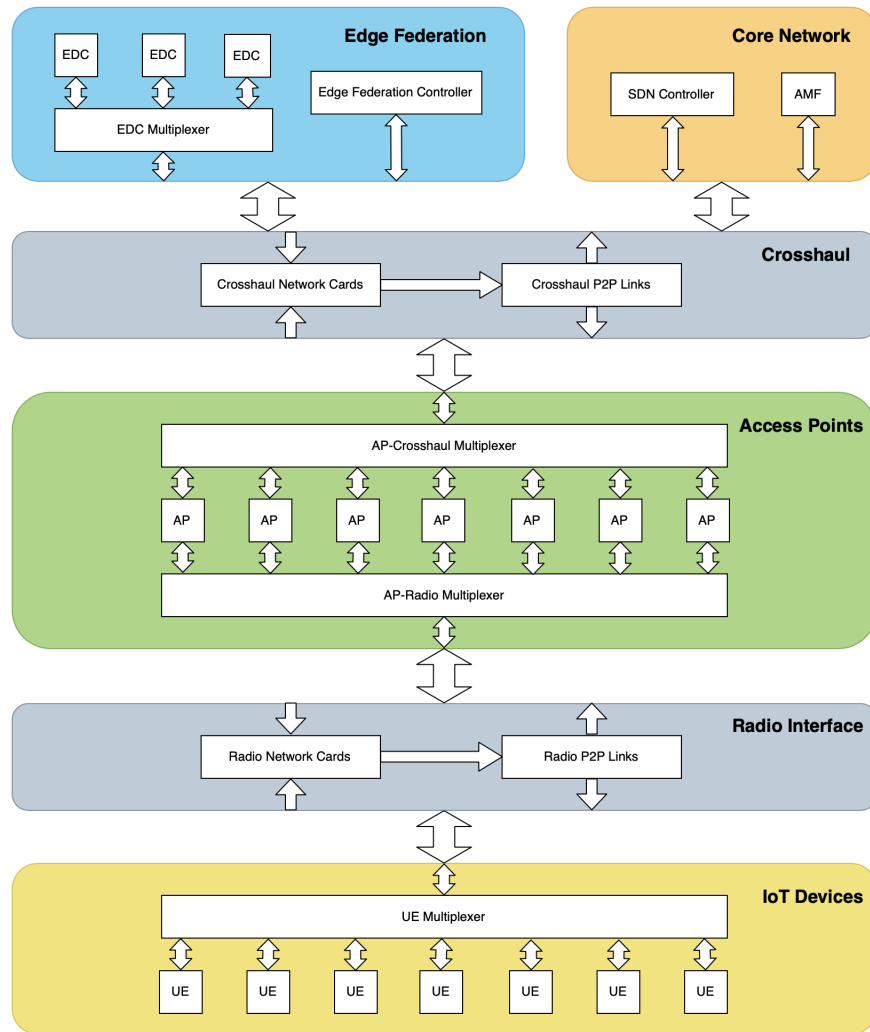 Edge Federation
EDC
EDC
EDC
Edge Federation Controller
EDC Multiplexer
Core Network
SDN Controller
AMF
Crosshaul
Crosshaul Network Cards
Crosshaul P2P Links
Access Points
AP-Crosshaul Multiplexer
AP
AP
AP
AP
AP
AP
AP
AP-Radio Multiplexer
Radio Interface
Radio Network Cards
Radio P2P Links
IoT Devices
UE Multiplexer
UE
UE
UE
UE
UE
UE
UE